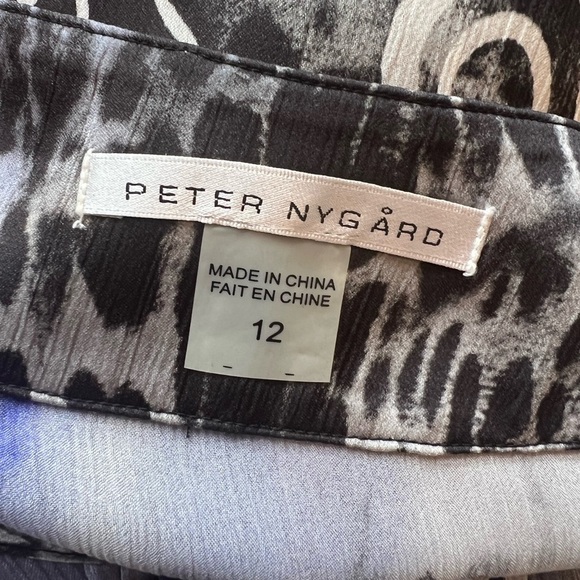 PETER NYGÅRD
MADE IN CHINA
FAIT EN CHINE
12